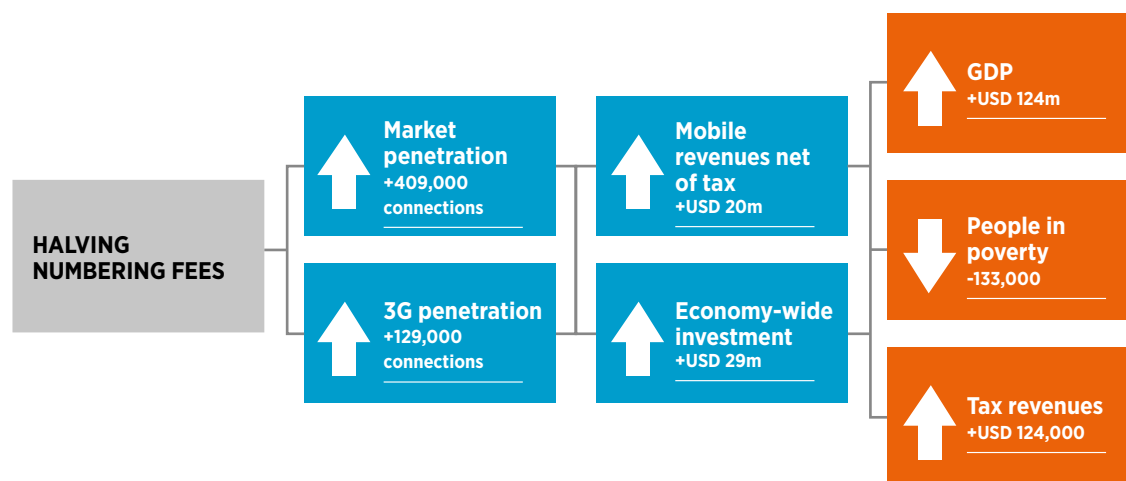 HALVING
NUMBERING FEES
Market
penetration
+409,000
connections
3G penetration
+129,000
connections
Mobile
revenues net
of tax
+USD 20m
Economy-wide
investment
+USD 29m
GDP
+USD 124m
People in
poverty
-133,000
Tax revenues
+USD 124,000